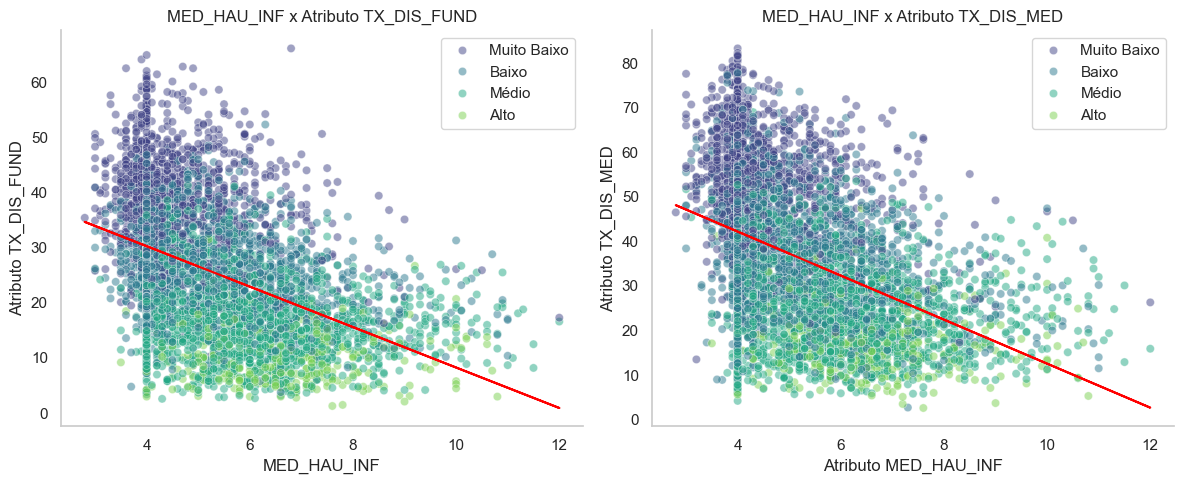 MED_HAU_INF x Atributo TX_DIS_FUND
Muito Baixo
Baixo
Médio
Alto
Atributo TX_DIS_FUND
60
50
40
30
20
10
0
4
6
8
10
12
MED_HAU_INF
MED_HAU_INF x Atributo TX_DIS_MED
Muito Baixo
Baixo
Médio
Alto
Atributo TX_DIS_MED
80
70
60
50
40
30
20
10
0
4
6
8
10
12
Atributo MED_HAU_INF